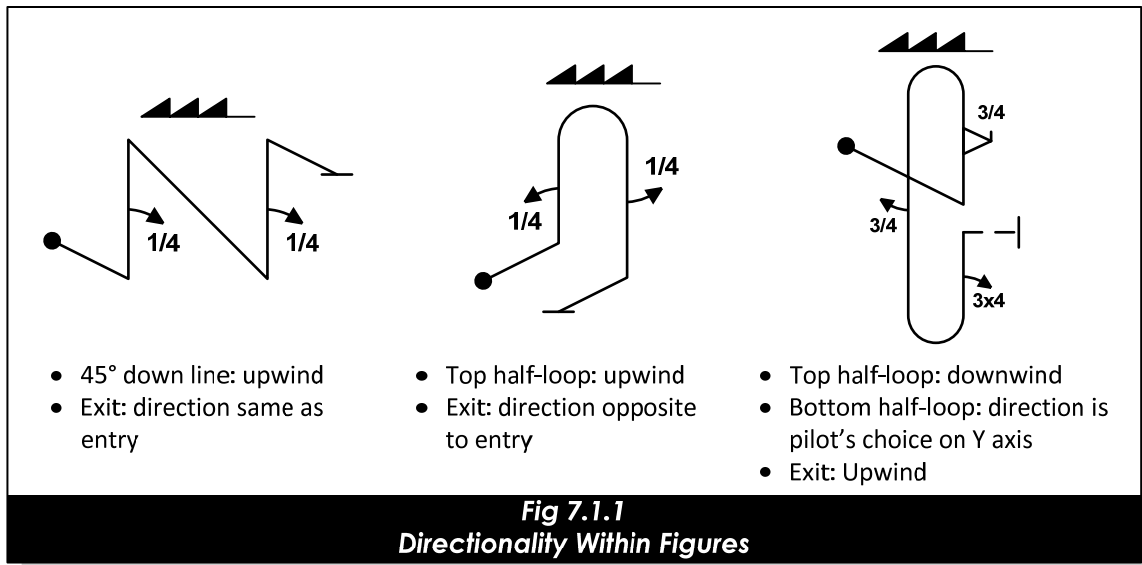 1/4
1/4
• 45° down line: upwind
• Exit: direction same as
entry
1/4
1/4
• Top half-loop: upwind
• Exit: direction opposite
to entry
3/4
3/4
3x4
• Top half-loop: downwind
• Bottom half-loop: direction is
pilot’s choice on Y axis
• Exit: Upwind
Fig 7.1.1
Directionality Within Figures